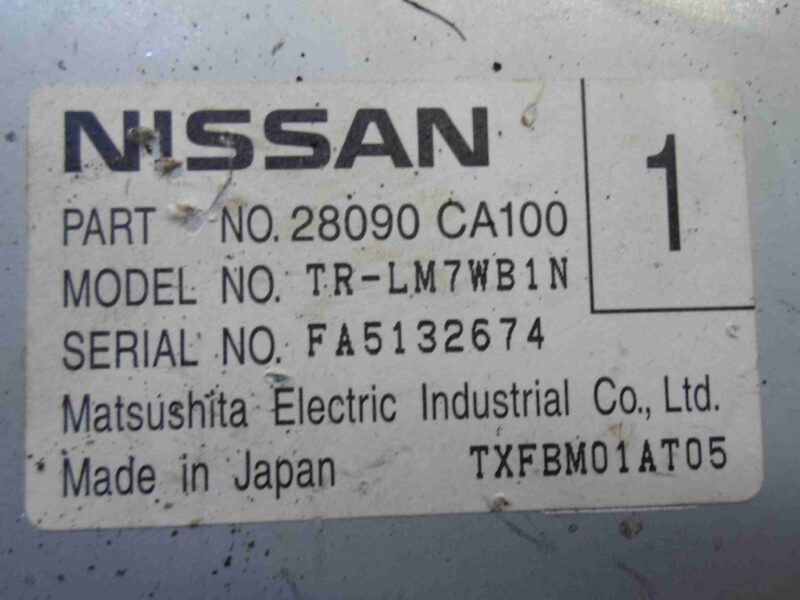 NISSAN
1
PART NO. 28090 CA100
MODEL NO. TR-LM7WB1N
SERIAL NO. FA5132674
Matsushita Electric Industrial Co., Ltd.
Made in Japan TXFBM01AT05